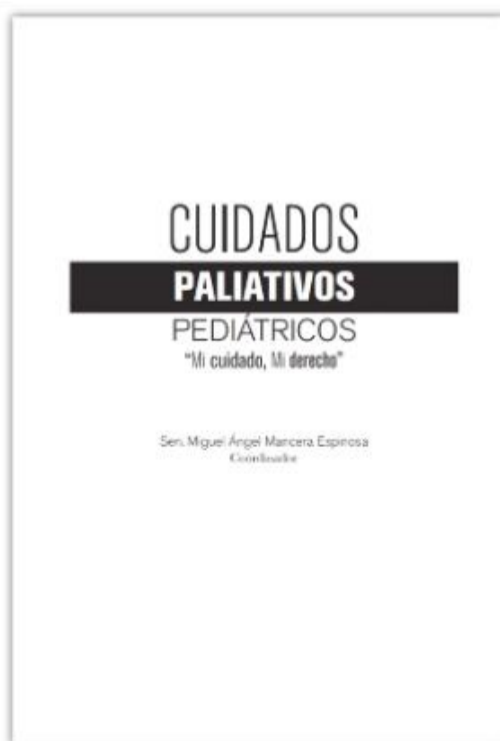 CUIDADOS
PALIATIVOS
PEDIÁTRICOS
“Mi cuidado, Mi derecho”
Sen. Miguel Ángel Mancera Espinosa
Coordinador